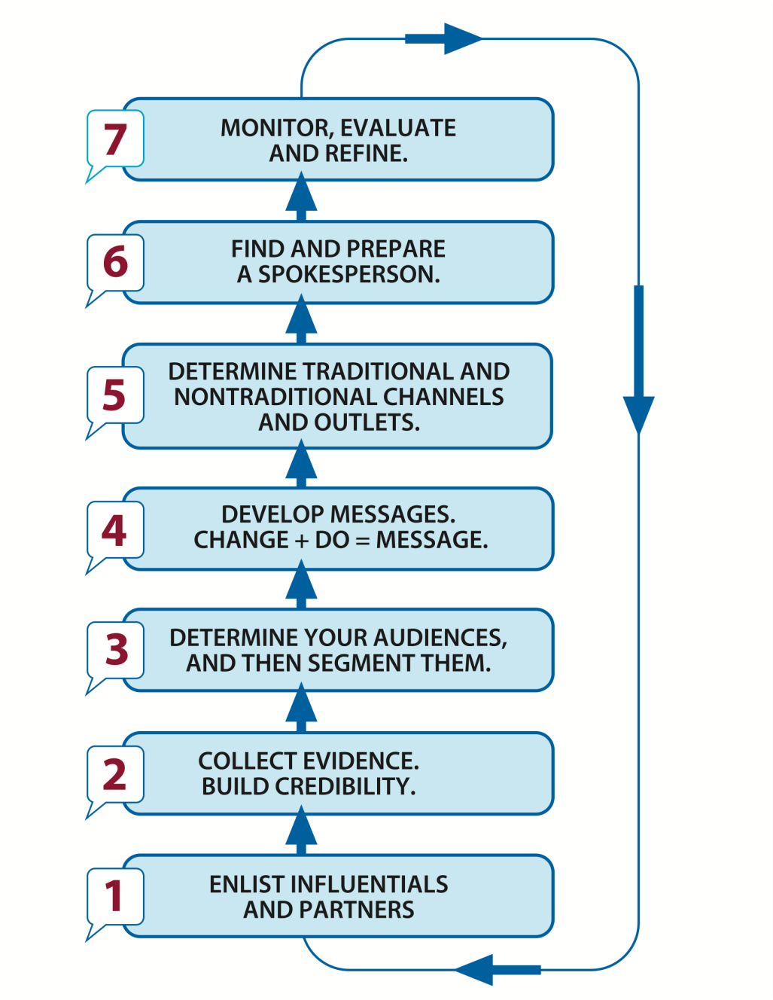 7
MONITOR, EVALUATE
AND REFINE.
6
FIND AND PREPARE
A SPOKESPERSON.
5
DETERMINE TRADITIONAL AND
NONTRADITIONAL CHANNELS
AND OUTLETS.
4
DEVELOP MESSAGES.
CHANGE + DO = MESSAGE.
3
DETERMINE YOUR AUDIENCES,
AND THEN SEGMENT THEM.
2
COLLECT EVIDENCE.
BUILD CREDIBILITY.
1
ENLIST INFLUENTIALS
AND PARTNERS